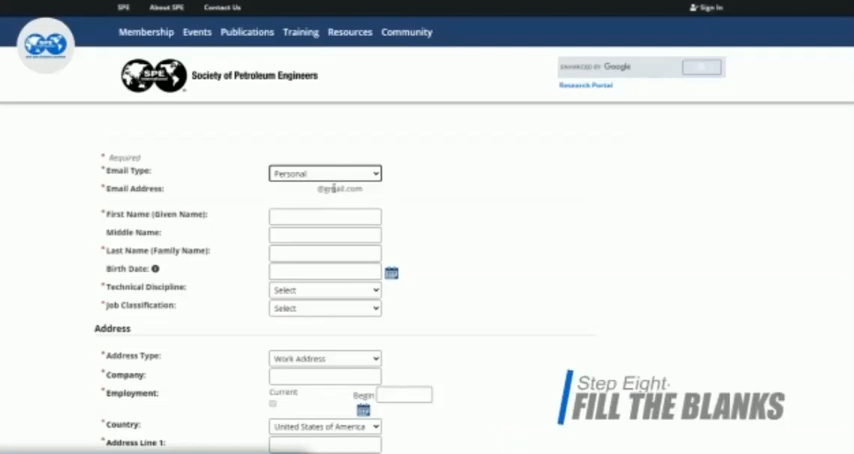 SPE About SPE Contact Us Sign In
Membership Events Publications Training Resources Community
SPE Society of Petroleum Engineers
ENHANCED BY Google
Research Portal
* Required
* Email Type: Personal
* Email Address: @gmail.com
* First Name (Given Name):
Middle Name:
* Last Name (Family Name):
Birth Date:
* Technical Discipline: Select
* Job Classification: Select
Address
* Address Type: Work Address
* Company:
* Employment: Current Begin
* Country: United States of America
* Address Line 1:
Step Eight:
FILL THE BLANKS